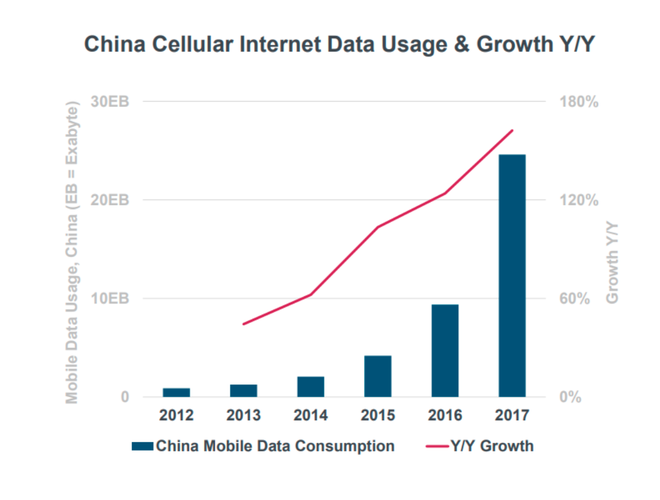 China Cellular Internet Data Usage & Growth Y/Y
Mobile Data Usage, China (EB = Exabyte)
30EB
20EB
10EB
0
180%
120%
60%
0%
Growth Y/Y
2012 2013 2014 2015 2016 2017
China Mobile Data Consumption Y/Y Growth